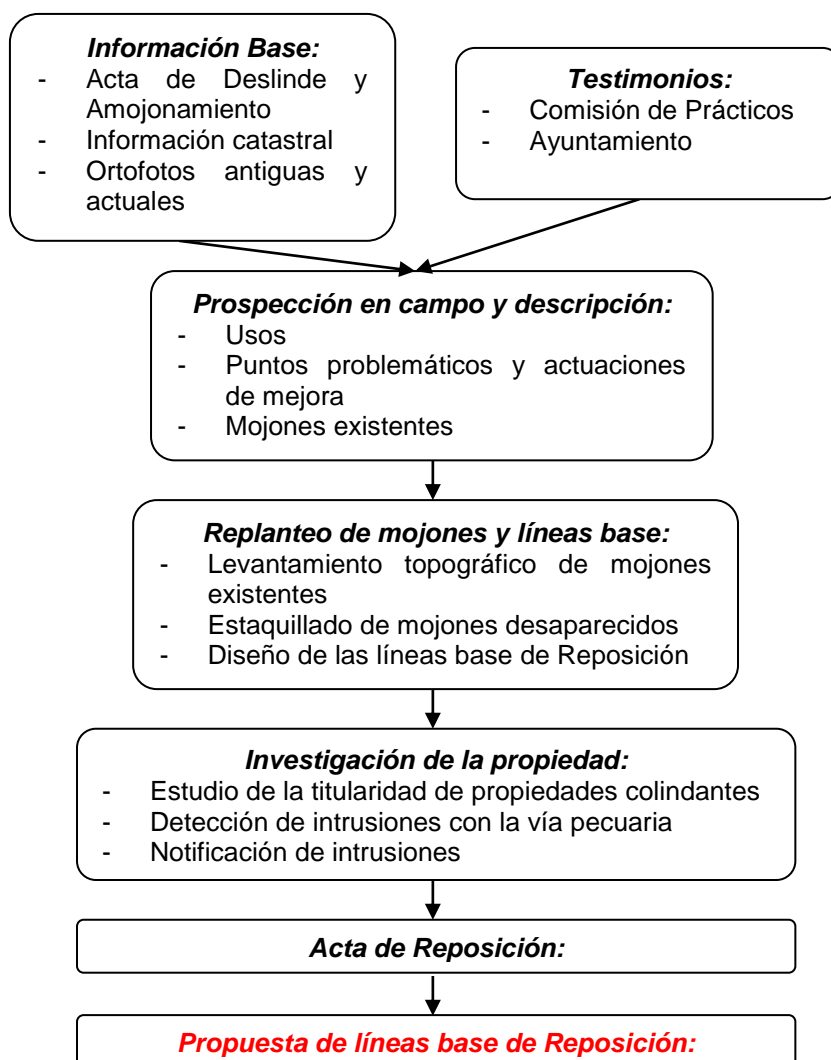 Información Base:
- Acta de Deslinde y
Amojonamiento
- Información catastral
- Ortofotos antiguas y
actuales
Testimonios:
- Comisión de Prácticos
- Ayuntamiento
Prospección en campo y descripción:
- Usos
- Puntos problemáticos y actuaciones
de mejora
- Mojones existentes
Replanteo de mojones y líneas base:
- Levantamiento topográfico de mojones
existentes
- Estaquillado de mojones desaparecidos
- Diseño de las líneas base de Reposición
Investigación de la propiedad:
- Estudio de la titularidad de propiedades colindantes
- Detección de intrusiones con la vía pecuaria
- Notificación de intrusiones
Acta de Reposición:
Propuesta de líneas base de Reposición: